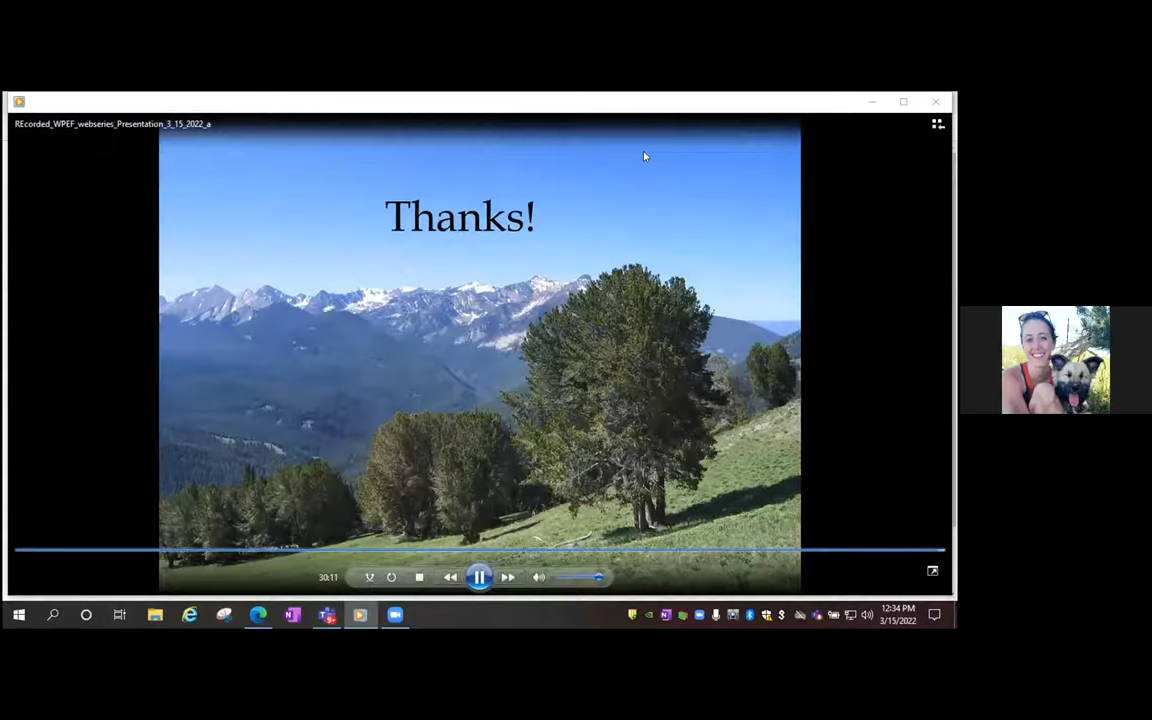 REcorded_WPEF_webseries_Presentation_3_15_2022_a
Thanks!
30:11
12:34 PM
3/15/2022